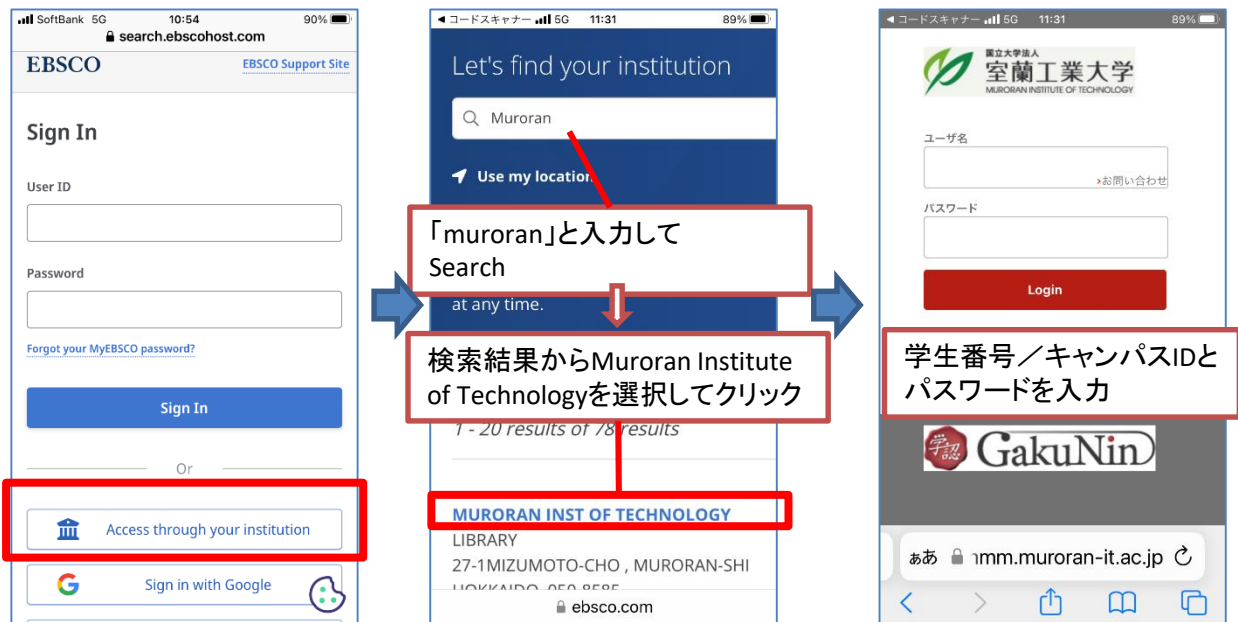 SoftBank 5G 10:54 90%
search.ebscohost.com
EBSCO EBSCO Support Site
Sign In
User ID
Password
Forgot your MyEBSCO password?
Sign In
Or
Access through your institution
Sign in with Google
コードスキャナー 5G 11:31 89%
Let's find your institution
Muroran
Use my location
「muroran」と入力して
Search
at any time.
検索結果からMuroran Institute
of Technologyを選択してクリック
1 - 20 results of 78 results
MURORAN INST OF TECHNOLOGY
LIBRARY
27-1MIZUMOTO-CHO , MURORAN-SHI
HOKKAIDO 050-8585
ebsco.com
コードスキャナー 5G 11:31 89%
国立大学法人
室蘭工業大学
MURORAN INSTITUTE OF TECHNOLOGY
ユーザ名
›お問い合わせ
パスワード
Login
学生番号／キャンパスIDと
パスワードを入力
学認 GakuNin
ぁあ mm.muroran-it.ac.jp